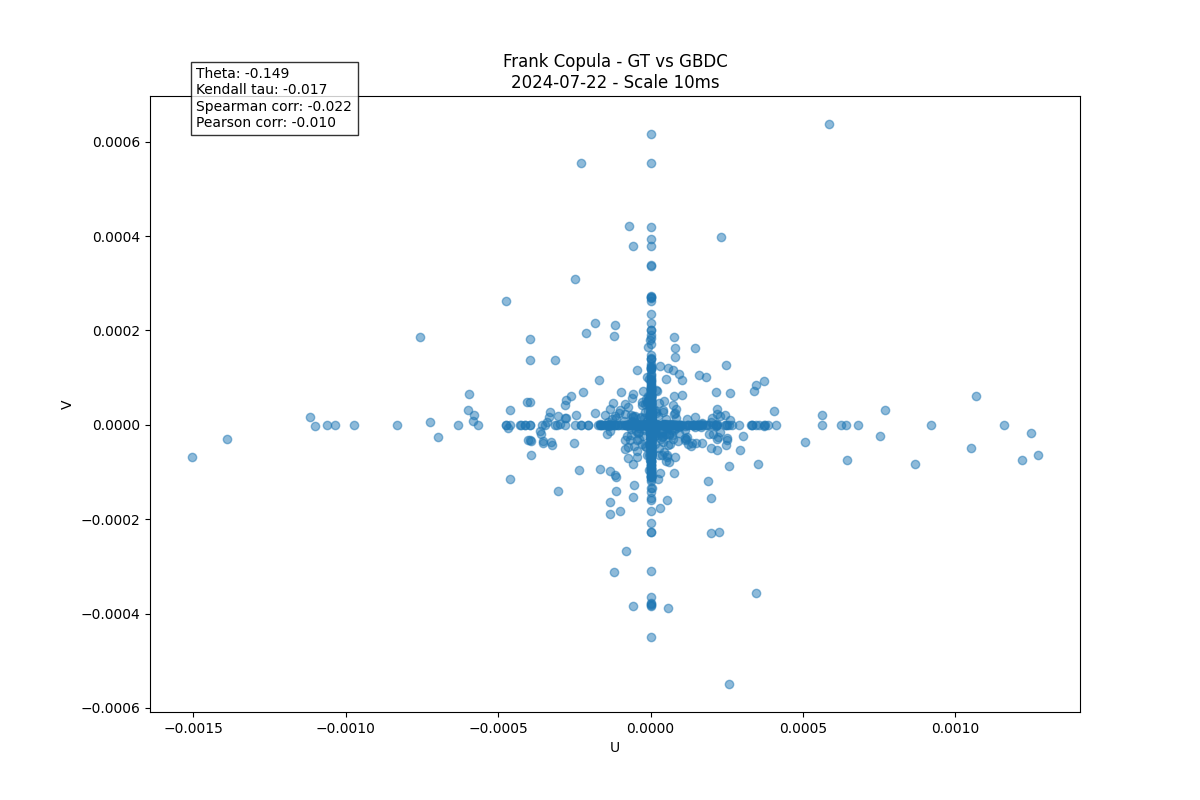 Frank Copula - GT vs GBDC
2024-07-22 - Scale 10ms
Theta: -0.149
Kendall tau: -0.017
Spearman corr: -0.022
Pearson corr: -0.010
0.0006
0.0004
0.0002
0.0000
−0.0002
−0.0004
−0.0006
V
−0.0015
−0.0010
−0.0005
0.0000
0.0005
0.0010
U